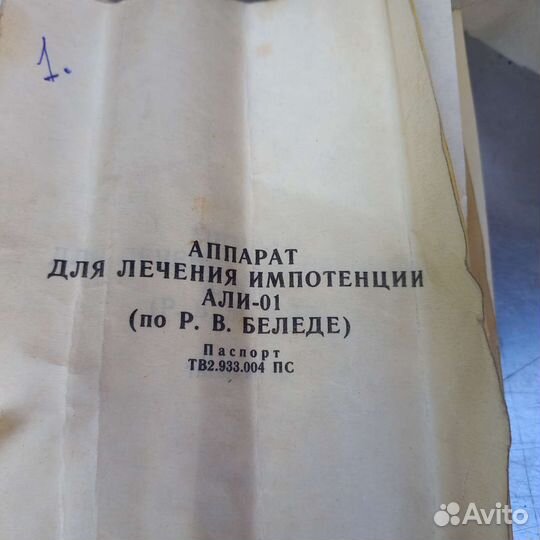 1.
АППАРАТ
ДЛЯ ЛЕЧЕНИЯ ИМПОТЕНЦИИ
АЛИ-01
(по Р. В. БЕЛЕДЕ)
Паспорт
ТВ2.933.004 ПС
Avito